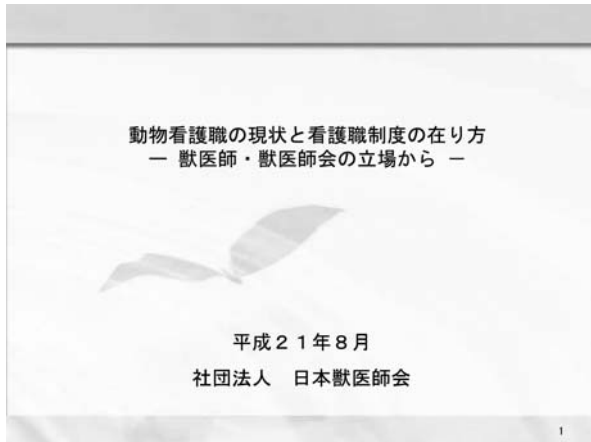 動物看護職の現状と看護職制度の在り方
― 獣医師・獣医師会の立場から ―
平成２１年８月
社団法人　日本獣医師会
1